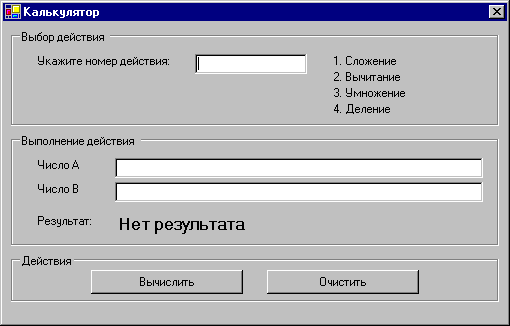 Калькулятор
Выбор действия
Укажите номер действия:
1. Сложение
2. Вычитание
3. Умножение
4. Деление
Выполнение действия
Число А
Число В
Результат: Нет результата
Действия
Вычислить Очистить